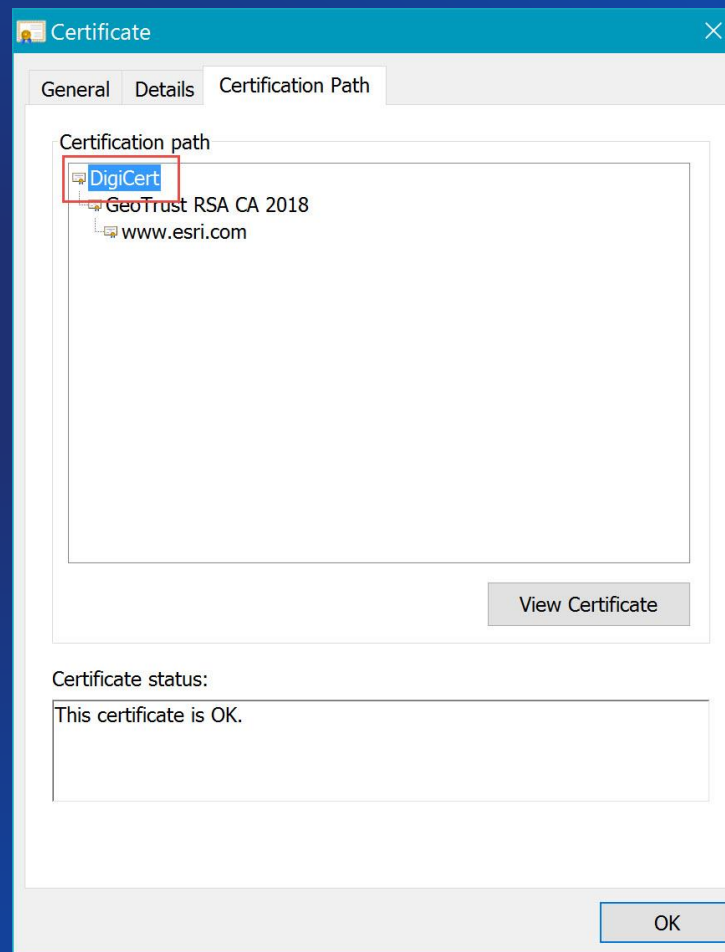 Certificate
General Details Certification Path
Certification path
DigiCert
GeoTrust RSA CA 2018
www.esri.com
View Certificate
Certificate status:
This certificate is OK.
OK